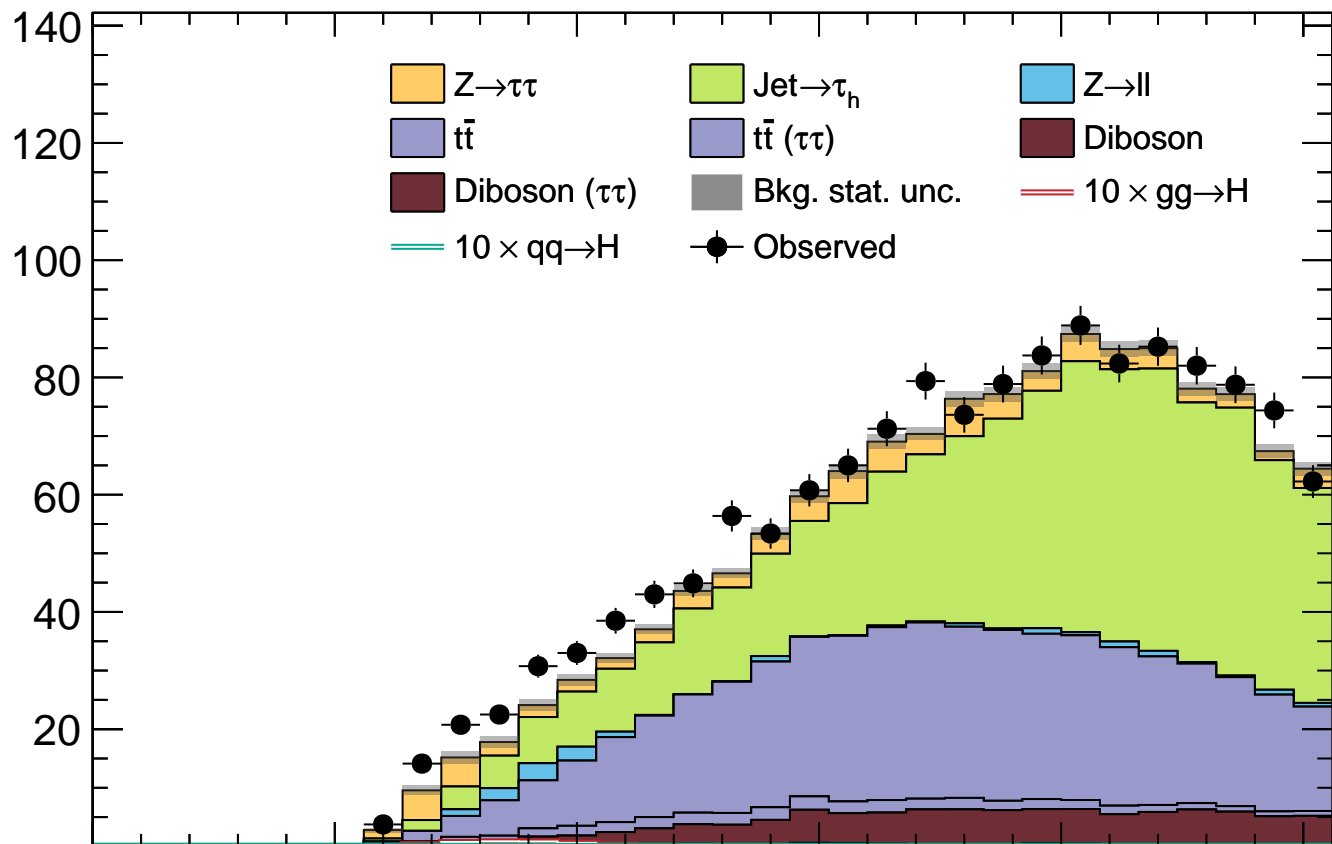 140
120
100
80
60
40
20
Z→ττ Jet→τₕ Z→ll
tt̄ tt̄ (ττ) Diboson
Diboson (ττ) Bkg. stat. unc. 10 × gg→H
10 × qq→H Observed